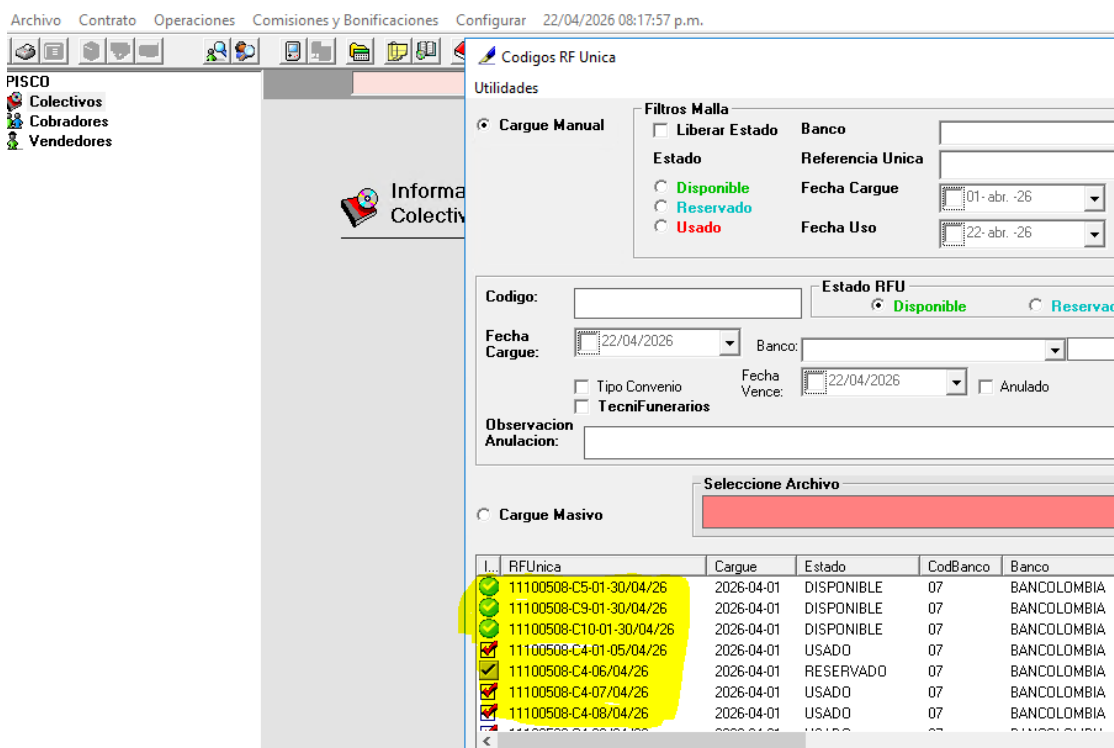 Archivo Contrato Operaciones Comisiones y Bonificaciones Configurar 22/04/2026 08:17:57 p.m.
PISCO
Colectivos
Cobradores
Vendedores
Informa
Colectiv
Codigos RF Unica
Utilidades
Cargue Manual
Filtros Malla
Liberar Estado
Banco
Estado
Referencia Unica
Disponible
Fecha Cargue
01- abr. -26
Reservado
Usado
Fecha Uso
22- abr. -26
Codigo:
Estado RFU
Disponible
Reservad
Fecha Cargue:
22/04/2026
Banco:
Tipo Convenio
Fecha Vence:
22/04/2026
Anulado
TecniFunerarios
Observacion Anulacion:
Cargue Masivo
Seleccione Archivo
I... RFUnica Cargue Estado CodBanco Banco
11100508-C5-01-30/04/26 2026-04-01 DISPONIBLE 07 BANCOLOMBIA
11100508-C9-01-30/04/26 2026-04-01 DISPONIBLE 07 BANCOLOMBIA
11100508-C10-01-30/04/26 2026-04-01 DISPONIBLE 07 BANCOLOMBIA
11100508-C4-01-05/04/26 2026-04-01 USADO 07 BANCOLOMBIA
11100508-C4-06/04/26 2026-04-01 RESERVADO 07 BANCOLOMBIA
11100508-C4-07/04/26 2026-04-01 USADO 07 BANCOLOMBIA
11100508-C4-08/04/26 2026-04-01 USADO 07 BANCOLOMBIA